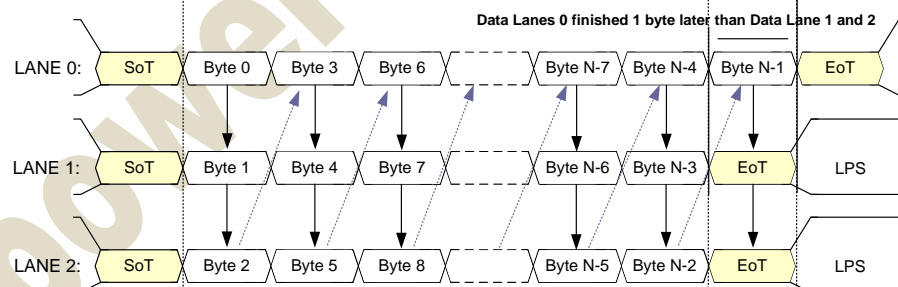 Data Lanes 0 finished 1 byte later than Data Lane 1 and 2
LANE 0: SoT Byte 0 Byte 3 Byte 6 Byte N-7 Byte N-4 Byte N-1 EoT
LANE 1: SoT Byte 1 Byte 4 Byte 7 Byte N-6 Byte N-3 EoT LPS
LANE 2: SoT Byte 2 Byte 5 Byte 8 Byte N-5 Byte N-2 EoT LPS